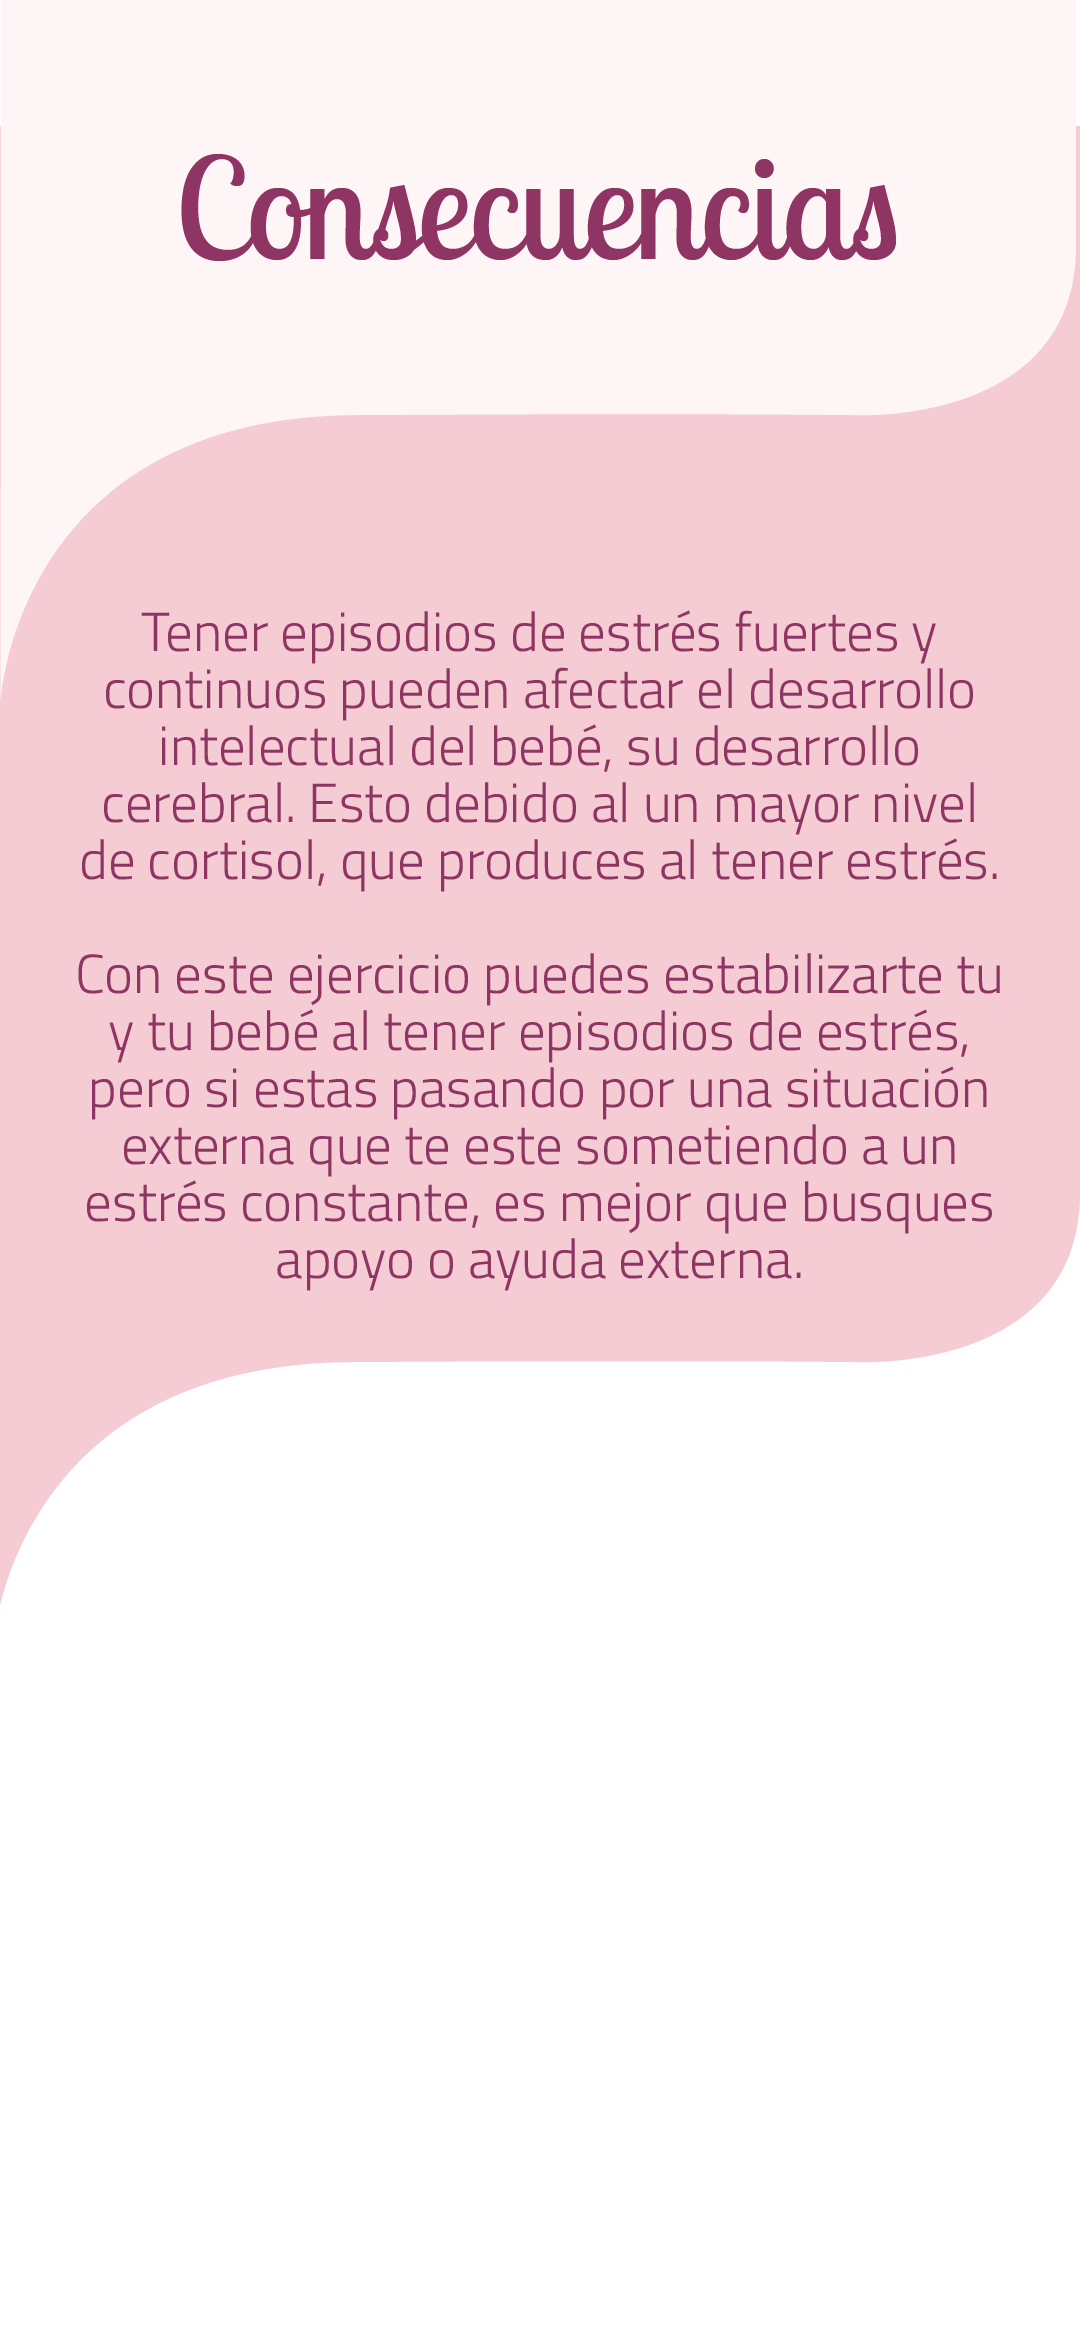 Consecuencias
Tener episodios de estrés fuertes y
continuos pueden afectar el desarrollo
intelectual del bebé, su desarrollo
cerebral. Esto debido al un mayor nivel
de cortisol, que produces al tener estrés.
Con este ejercicio puedes estabilizarte tu
y tu bebé al tener episodios de estrés,
pero si estas pasando por una situación
externa que te este sometiendo a un
estrés constante, es mejor que busques
apoyo o ayuda externa.